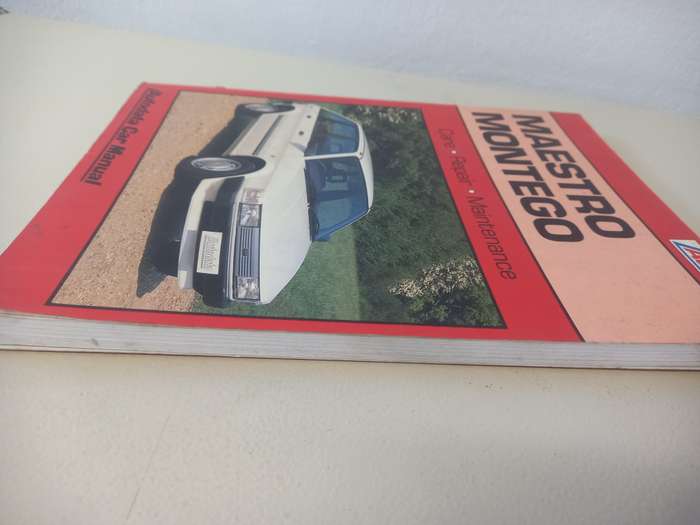 MAESTRO
MONTEGO
Care • Repair • Maintenance
Autodata Car Manual